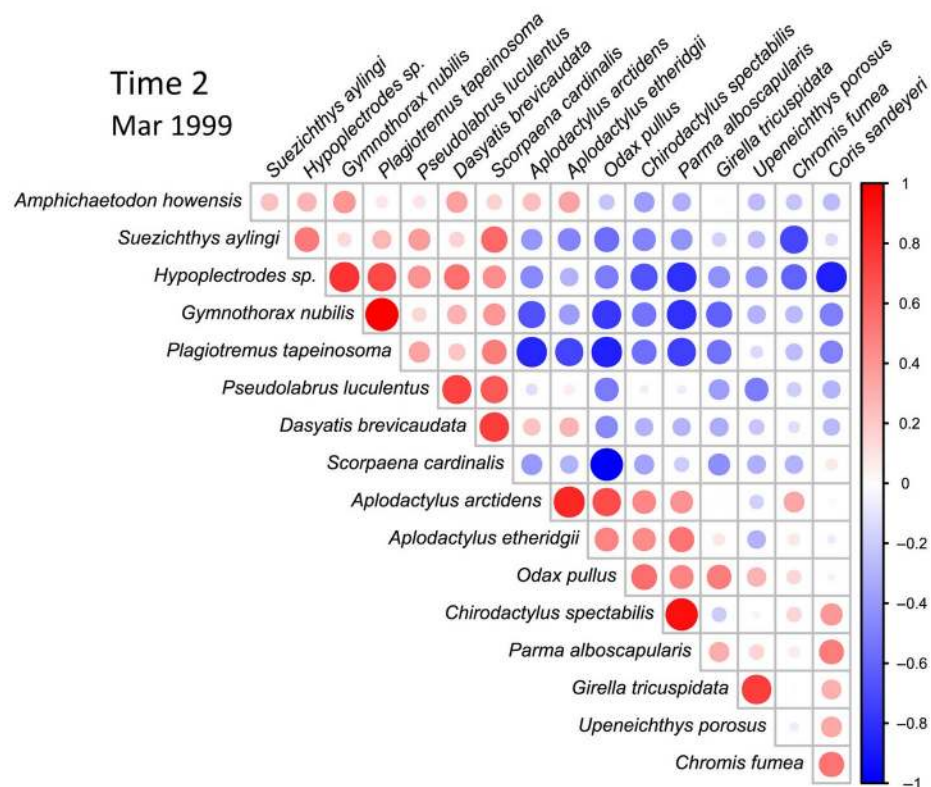 Time 2
Mar 1999
Suezichthys aylingi
Hypoplectrodes sp.
Gymnothorax nubilis
Plagiotremus tapeinosoma
Pseudolabrus luculentus
Dasyatis brevicaudata
Scorpaena cardinalis
Aplodactylus arctidens
Aplodactylus etheridgii
Odax pullus
Chirodactylus spectabilis
Parma alboscapularis
Girella tricuspidata
Upeneichthys porosus
Chromis fumea
Coris sandeyeri
Amphichaetodon howensis
Suezichthys aylingi
Hypoplectrodes sp.
Gymnothorax nubilis
Plagiotremus tapeinosoma
Pseudolabrus luculentus
Dasyatis brevicaudata
Scorpaena cardinalis
Aplodactylus arctidens
Aplodactylus etheridgii
Odax pullus
Chirodactylus spectabilis
Parma alboscapularis
Girella tricuspidata
Upeneichthys porosus
Chromis fumea
1
0.8
0.6
0.4
0.2
0
–0.2
–0.4
–0.6
–0.8
–1